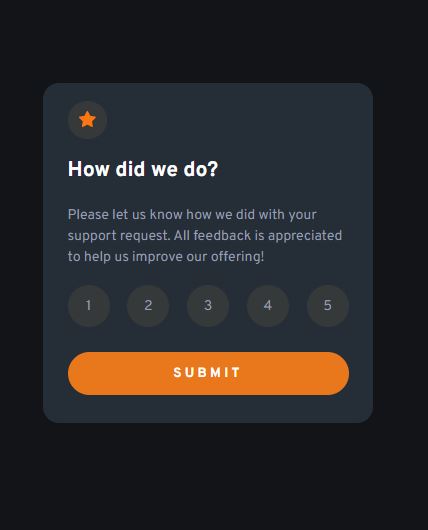 How did we do?
Please let us know how we did with your
support request. All feedback is appreciated
to help us improve our offering!
1 2 3 4 5
SUBMIT